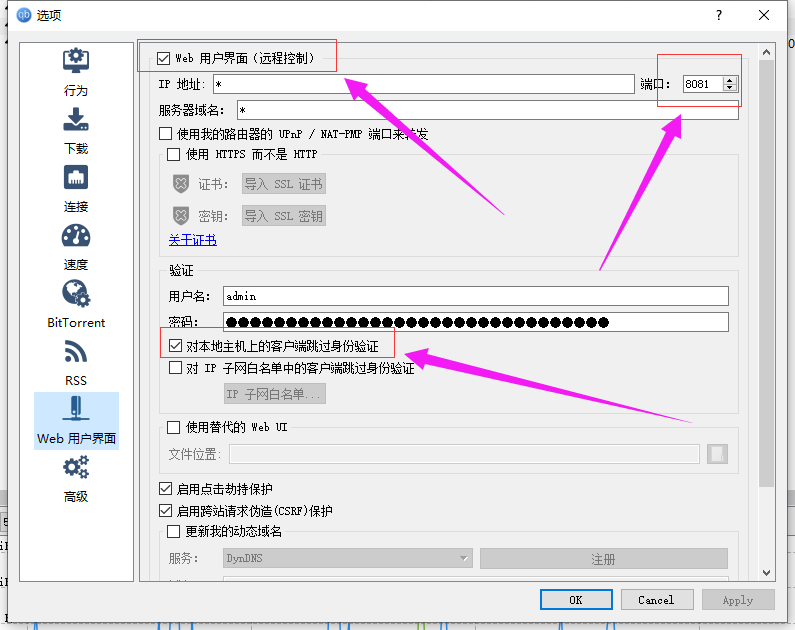 选项
?
行为
下载
连接
速度
BitTorrent
RSS
Web 用户界面
高级
Web 用户界面（远程控制）
IP 地址: *
端口: 8081
服务器域名: *
使用我的路由器的 UPnP / NAT-PMP 端口来转发
使用 HTTPS 而不是 HTTP
证书: 导入 SSL 证书
密钥: 导入 SSL 密钥
关于证书
验证
用户名: admin
密码: ●●●●●●●●●●●●●●●●●●●●●●●●●●●●●●●●
对本地主机上的客户端跳过身份验证
对 IP 子网白名单中的客户端跳过身份验证
IP 子网白名单...
使用替代的 Web UI
文件位置:
启用点击劫持保护
启用跨站请求伪造(CSRF)保护
更新我的动态域名
服务: DynDNS 注册
OK Cancel Apply